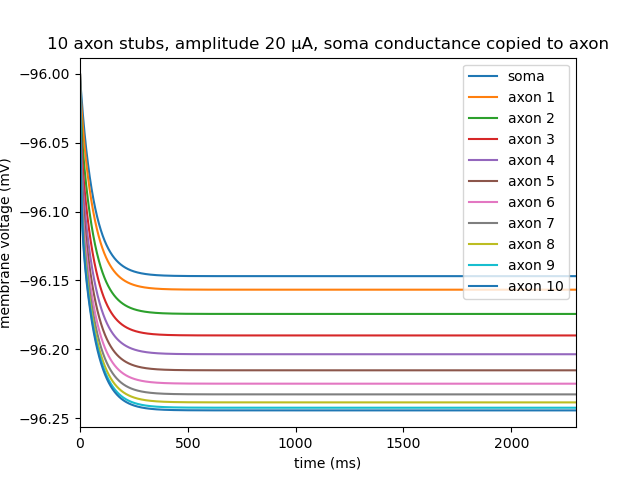 10 axon stubs, amplitude 20 μA, soma conductance copied to axon
−96.00
−96.05
−96.10
−96.15
−96.20
−96.25
membrane voltage (mV)
soma
axon 1
axon 2
axon 3
axon 4
axon 5
axon 6
axon 7
axon 8
axon 9
axon 10
0
500
1000
1500
2000
time (ms)